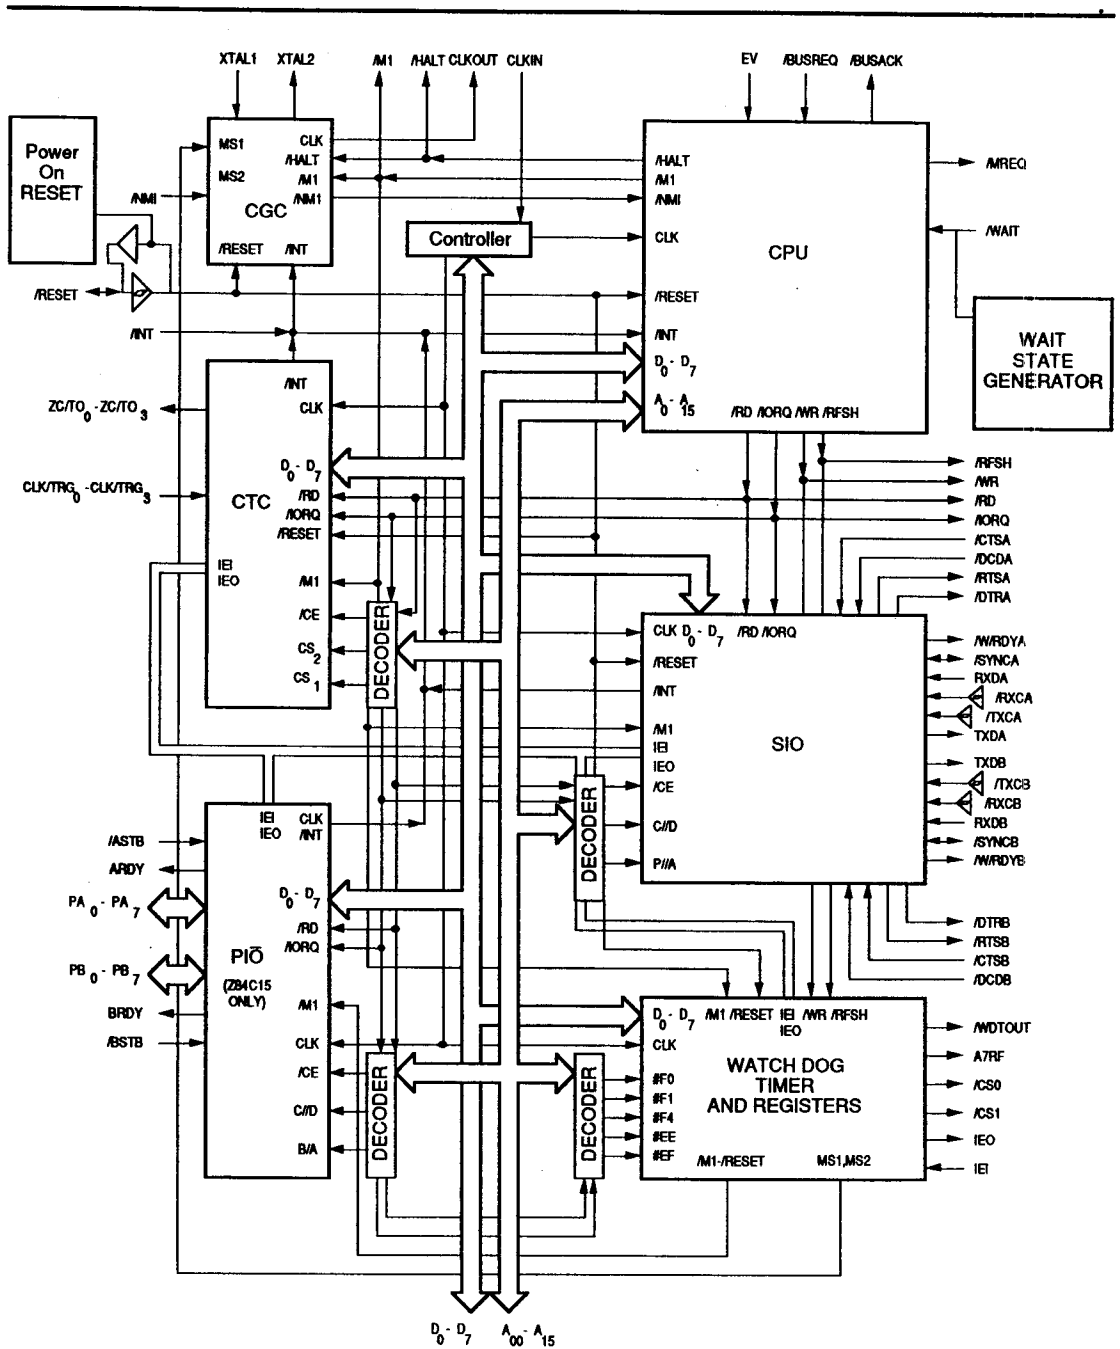 XTAL1 XTAL2 /M1 /HALT CLKOUT CLKIN EV /BUSREQ /BUSACK
Power
On
RESET
MS1
MS2
CLK
/HALT
/M1
/NM1
CGC
/RESET /INT
/NMI
/RESET
/INT
Controller
/HALT
/M1
/NMI
CLK
/RESET
/INT
D0 - D7
A0 - A15
CPU
/RD /IORQ /WR /RFSH
/MREQ
/WAIT
WAIT
STATE
GENERATOR
/INT
CLK
D0 - D7
/RD
/IORQ
/RESET
CTC
IEI
IEO
/M1
/CE
CS2
CS1
ZC/TO0 - ZC/TO3
CLK/TRG0 - CLK/TRG3
DECODER
/RFSH
/WR
/RD
/IORQ
/CTSA
/DCDA
/RTSA
/DTRA
CLK D0 - D7 /RD /IORQ
/RESET
/INT
/M1
IEI
IEO
/CE
C//D
P//A
SIO
DECODER
/W/RDYA
/SYNCA
RXDA
/RXCA
/TXCA
TXDA
TXDB
/TXCB
/RXCB
RXDB
/SYNCB
/W/RDYB
/DTRB
/RTSB
/CTSB
/DCDB
IEI
IEO
CLK
/INT
D0 - D7
/RD
/IORQ
PIO
(Z84C15
ONLY)
/M1
CLK
/CE
C//D
B/A
/ASTB
ARDY
PA0 - PA7
PB0 - PB7
BRDY
/BSTB
DECODER
DECODER
D0 - D7 /M1 /RESET IEI /WR /RFSH
IEO
CLK
WATCH DOG
TIMER
AND REGISTERS
#F0
#F1
#F4
#EE
#EF
/M1-/RESET MS1,MS2
/WDTOUT
A7RF
/CS0
/CS1
IEO
IEI
D0 - D7 A00 - A15